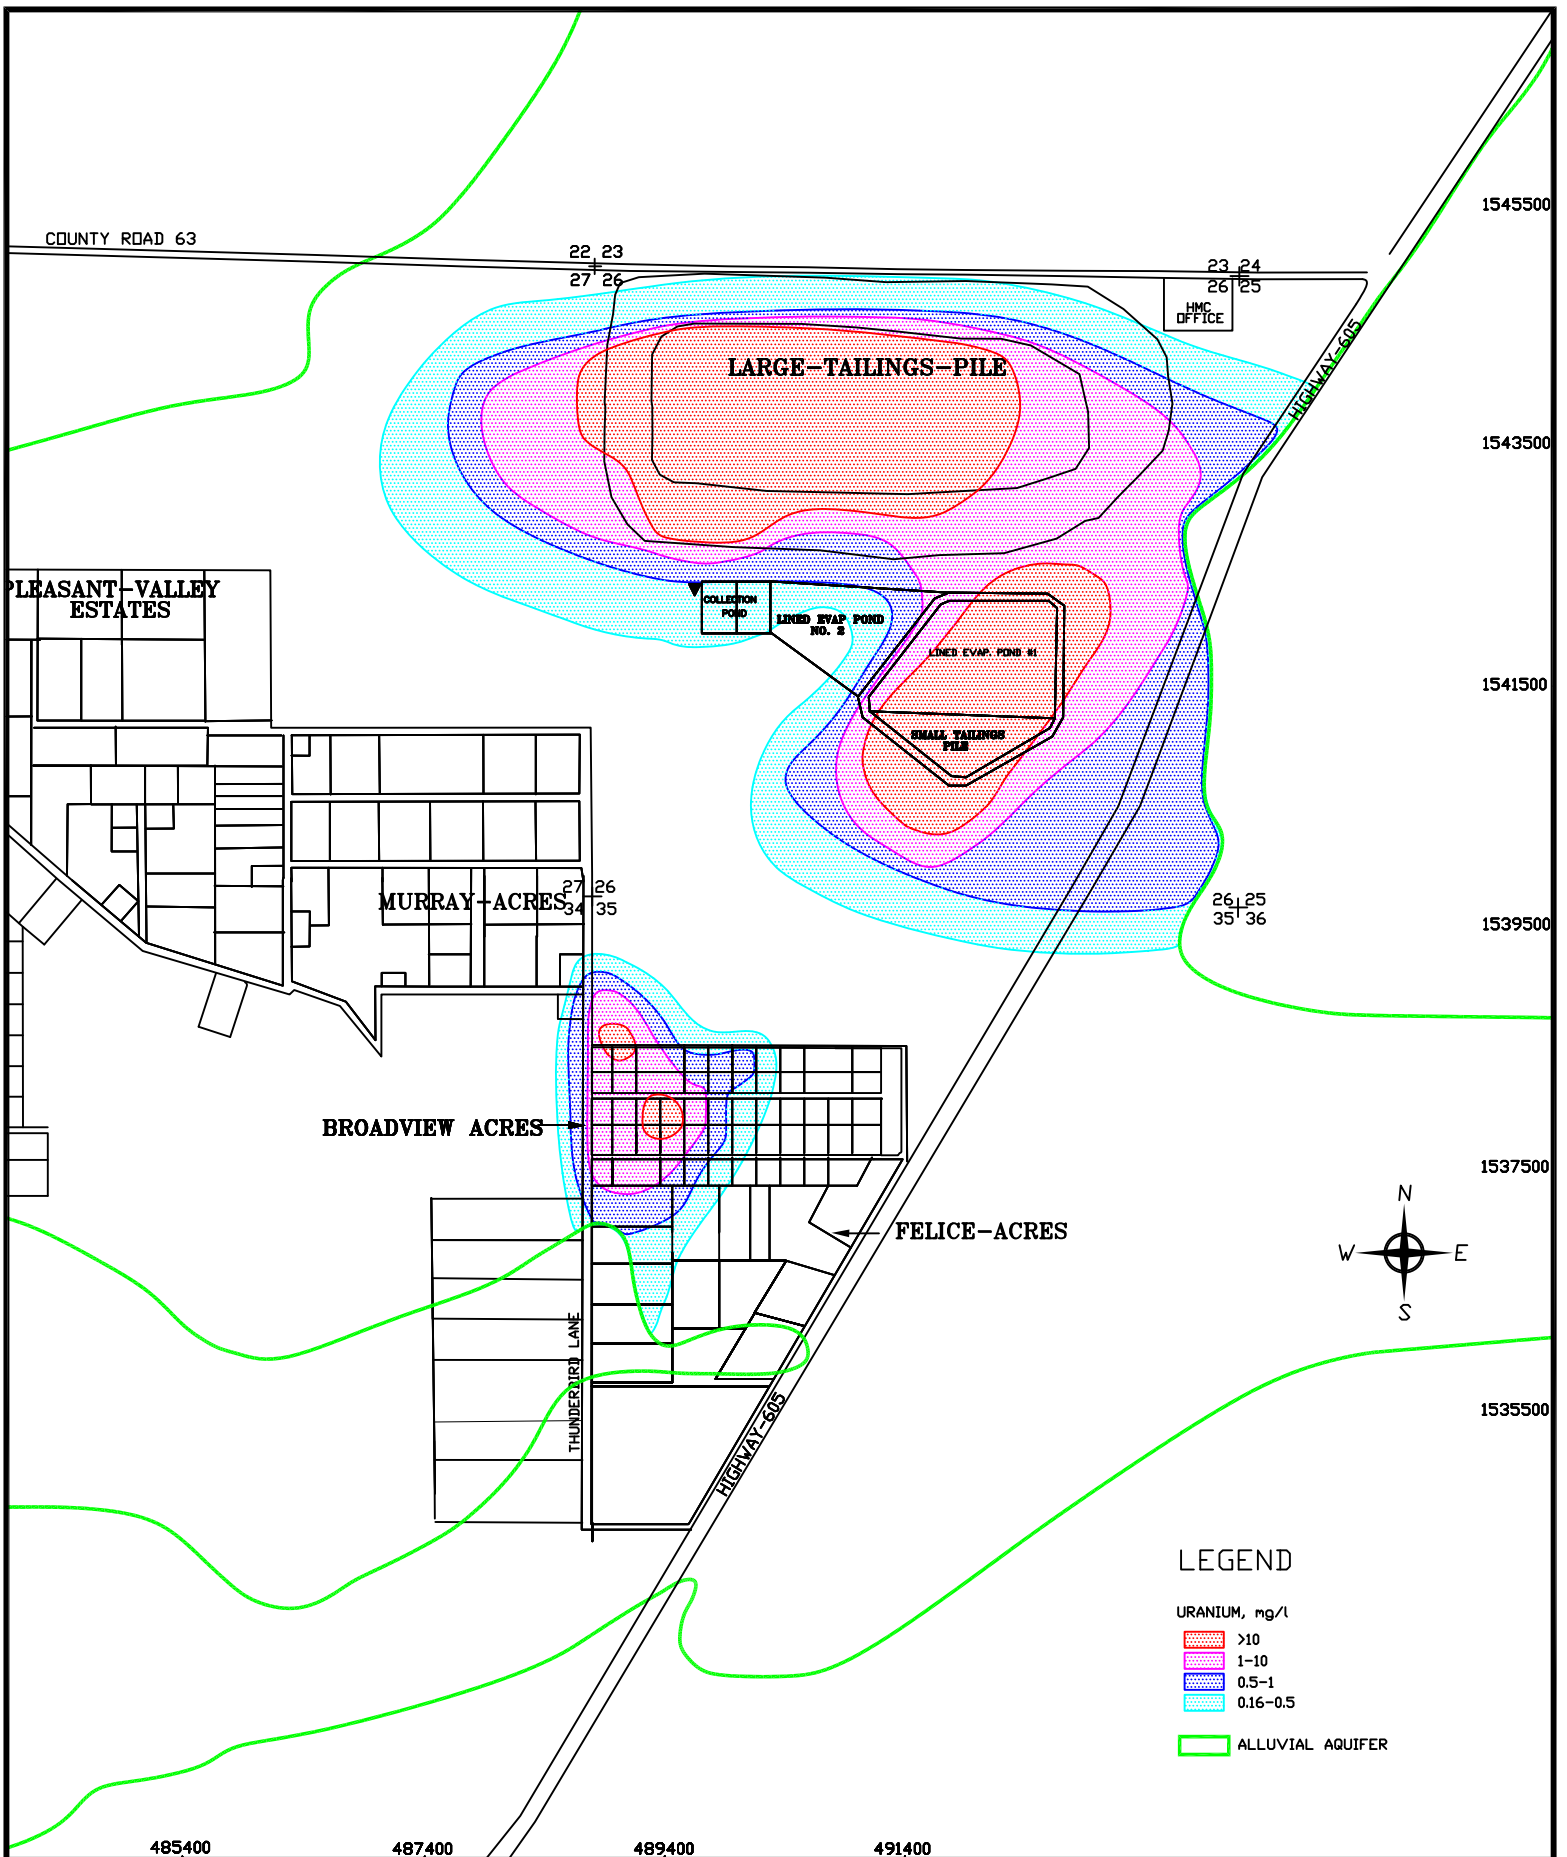 1545500
COUNTY ROAD 63
22 23
27 26
23 24
26 25
HMC
OFFICE
HIGHWAY-605
LARGE-TAILINGS-PILE
1543500
PLEASANT-VALLEY
ESTATES
COLLECTION
POND
LINED EVAP POND
NO. 2
LINED EVAP. POND #1
1541500
SMALL TAILINGS
PILE
MURRAY-ACRES
27 26
34 35
26 25
35 36
1539500
BROADVIEW ACRES
1537500
N
W E
S
FELICE-ACRES
THUNDERBIRD LANE
HIGHWAY-605
1535500
LEGEND
URANIUM, mg/l
>10
1-10
0.5-1
0.16-0.5
ALLUVIAL AQUIFER
485400
487400
489400
491400